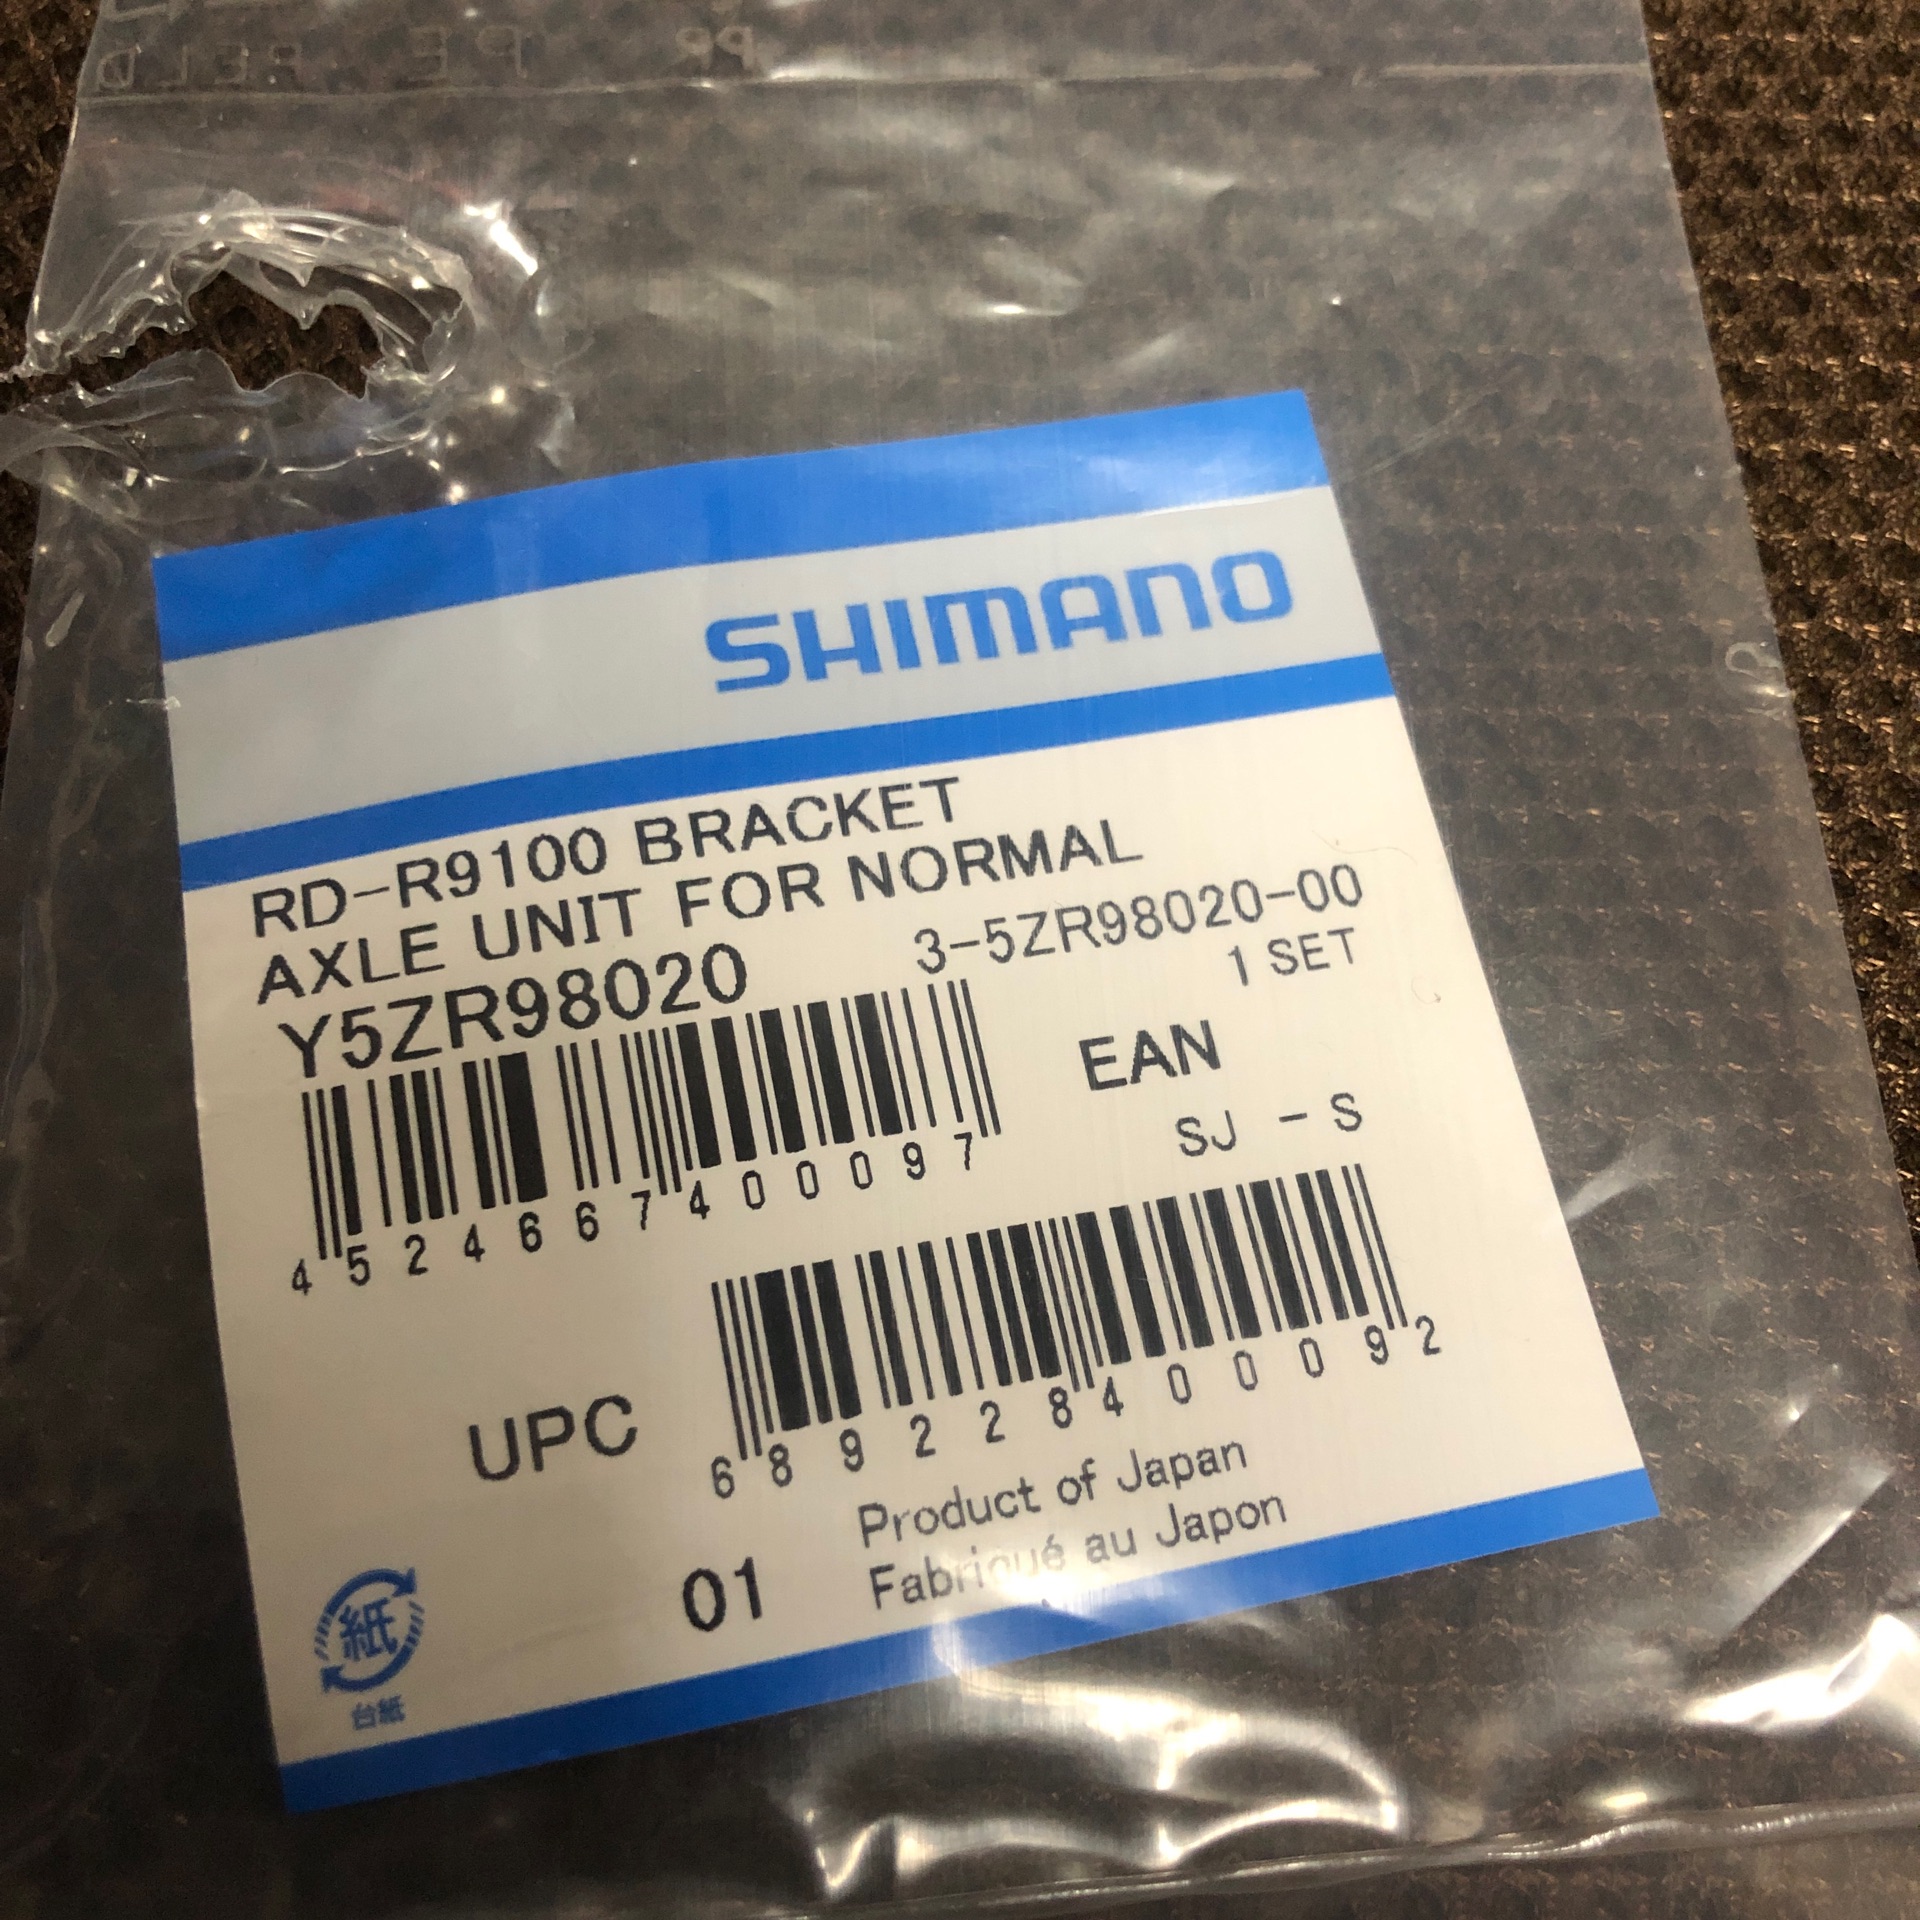 SHIMANO
RD-R9100 BRACKET
AXLE UNIT FOR NORMAL
Y5ZR98020
3-5ZR98020-00
1 SET
4524667400097
EAN
SJ - S
UPC
689228400092
Product of Japan
01
Fabriqué au Japon
紙
台紙